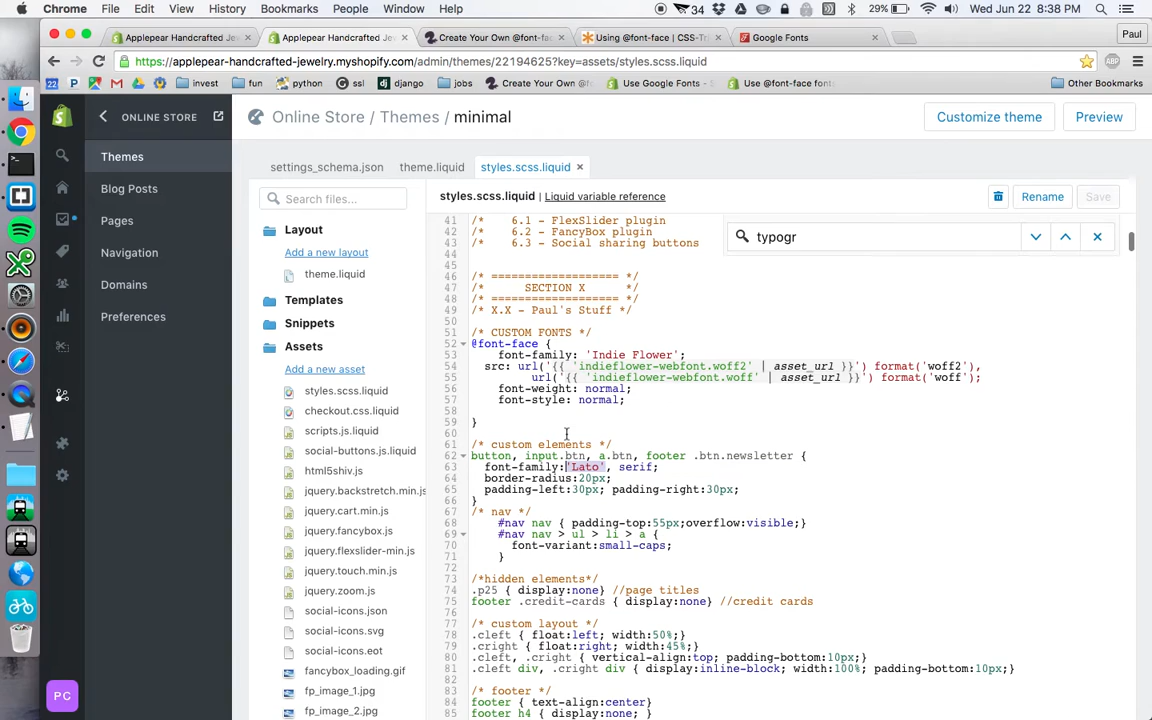 Chrome File Edit View History Bookmarks People Window Help 34 29% Wed Jun 22 8:38 PM
Applepear Handcrafted Je Applepear Handcrafted Je Create Your Own @font-fac Using @font-face | CSS-Tri Google Fonts Paul
https://applepear-handcrafted-jewelry.myshopify.com/admin/themes/22194625?key=assets/styles.scss.liquid ABP
22 P M invest fun python ssl dj django jobs Create Your Own @f Use Google Fonts Use @font-face font Other Bookmarks
ONLINE STORE
Online Store / Themes / minimal
Customize theme
Preview
Themes
Blog Posts
Pages
Navigation
Domains
Preferences
PC
settings_schema.json theme.liquid styles.scss.liquid ×
Search files...
Layout
Add a new layout
theme.liquid
Templates
Snippets
Assets
Add a new asset
styles.scss.liquid
checkout.css.liquid
scripts.js.liquid
social-buttons.js.liquid
html5shiv.js
jquery.backstretch.min.js
jquery.cart.min.js
jquery.fancybox.js
jquery.flexslider-min.js
jquery.touch.min.js
jquery.zoom.js
social-icons.json
social-icons.svg
social-icons.eot
fancybox_loading.gif
fp_image_1.jpg
fp_image_2.jpg
styles.scss.liquid | Liquid variable reference
Rename
Save
typogr
41 /* 6.1 - FlexSlider plugin
42 /* 6.2 - FancyBox plugin
43 /* 6.3 - Social sharing buttons
44
45
46 /* ==================== */
47 /* SECTION X */
48 /* ==================== */
49 /* X.X - Paul's Stuff */
50
51 /* CUSTOM FONTS */
52 @font-face {
53 font-family: 'Indie Flower';
54 src: url('{{ 'indieflower-webfont.woff2' | asset_url }}') format('woff2'),
55 url('{{ 'indieflower-webfont.woff' | asset_url }}') format('woff');
56 font-weight: normal;
57 font-style: normal;
58
59 }
60
61 /* custom elements */
62 button, input.btn, a.btn, footer .btn.newsletter {
63 font-family:'Lato', serif;
64 border-radius:20px;
65 padding-left:30px; padding-right:30px;
66 }
67 /* nav */
68 #nav nav { padding-top:55px;overflow:visible;}
69 #nav nav > ul > li > a {
70 font-variant:small-caps;
71 }
72
73 /*hidden elements*/
74 .p25 { display:none} //page titles
75 footer .credit-cards { display:none} //credit cards
76
77 /* custom layout */
78 .cleft { float:left; width:50%;}
79 .cright { float:right; width:45%;}
80 .cleft, .cright { vertical-align:top; padding-bottom:10px;}
81 .cleft div, .cright div { display:inline-block; width:100%; padding-bottom:10px;}
82
83 /* footer */
84 footer { text-align:center}
85 footer h4 { display:none; }